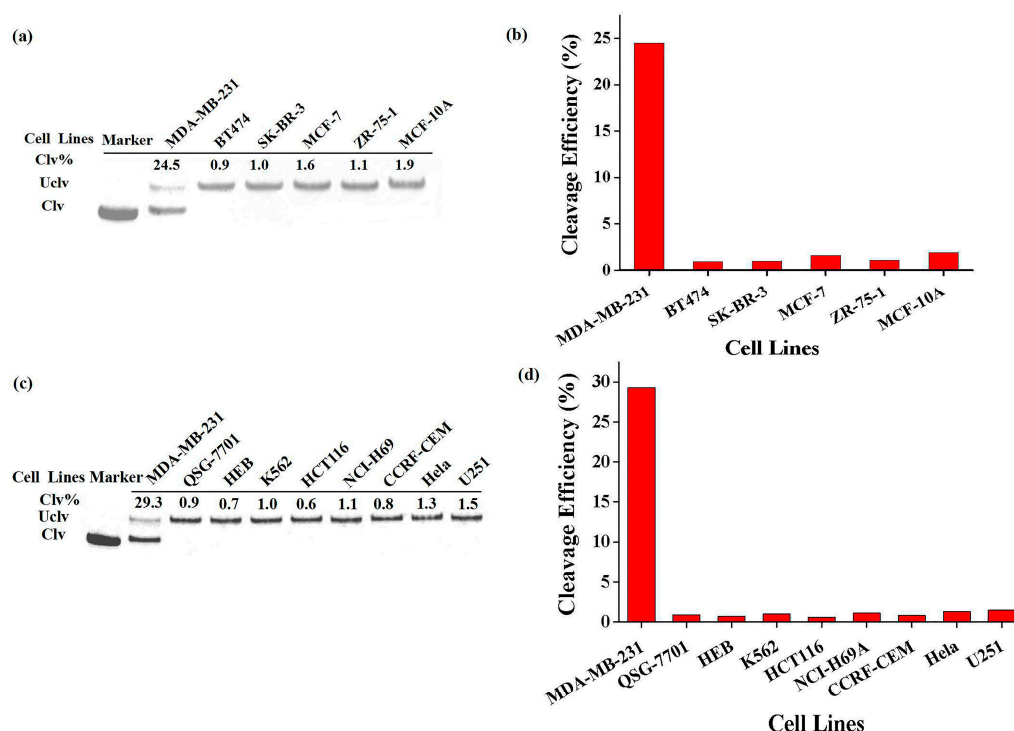 (a)
Cell Lines Marker MDA-MB-231 BT474 SK-BR-3 MCF-7 ZR-75-1 MCF-10A
Clv% 24.5 0.9 1.0 1.6 1.1 1.9
Uclv
Clv
(b)
Cleavage Efficiency (%)
25
20
15
10
5
0
MDA-MB-231 BT474 SK-BR-3 MCF-7 ZR-75-1 MCF-10A
Cell Lines
(c)
Cell Lines Marker MDA-MB-231 QSG-7701 HEB K562 HCT116 NCI-H69 CCRF-CEM Hela U251
Clv% 29.3 0.9 0.7 1.0 0.6 1.1 0.8 1.3 1.5
Uclv
Clv
(d)
Cleavage Efficiency (%)
30
25
20
15
10
5
0
MDA-MB-231 QSG-7701 HEB K562 HCT116 NCI-H69A CCRF-CEM Hela U251
Cell Lines